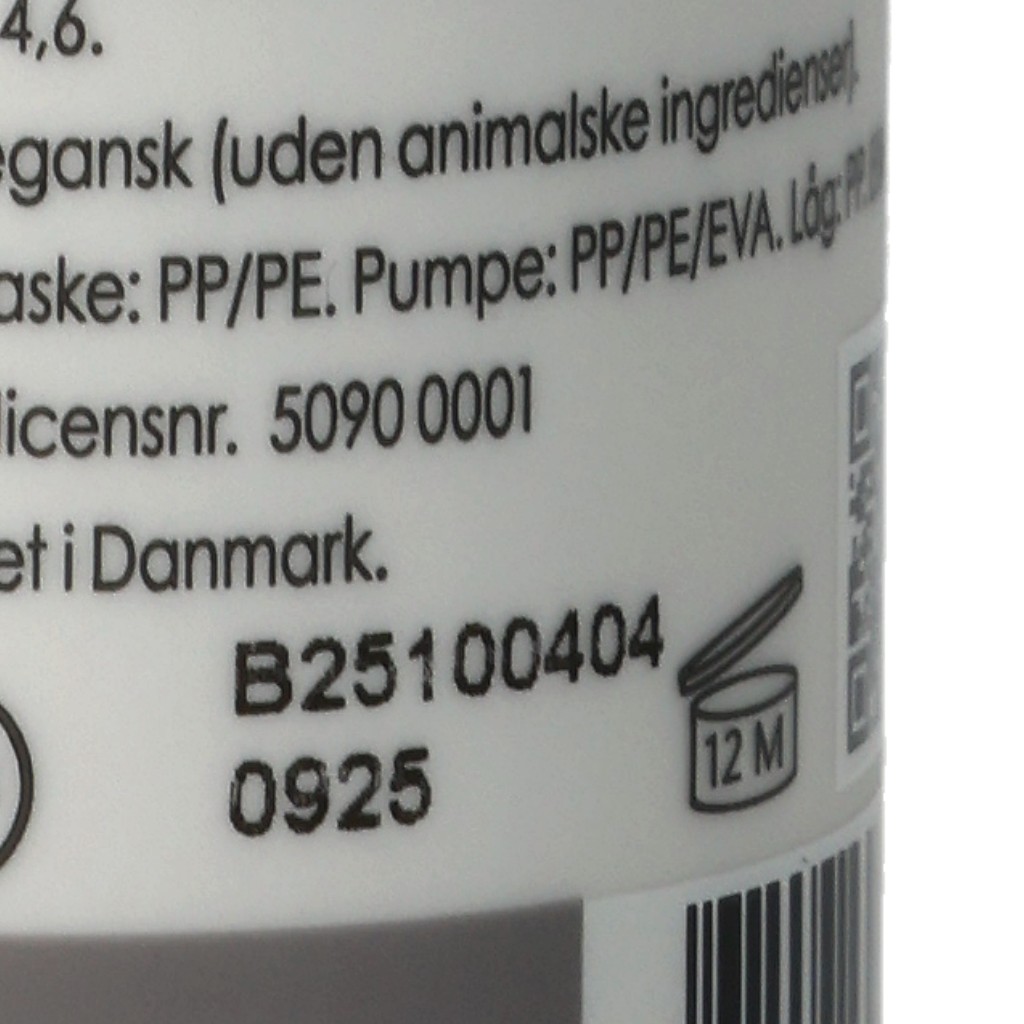 4,6.
egansk (uden animalske ingredienser).
aske: PP/PE. Pumpe: PP/PE/EVA. Låg: PP.
licensnr. 5090 0001
et i Danmark.
B25100404
0925
12 M